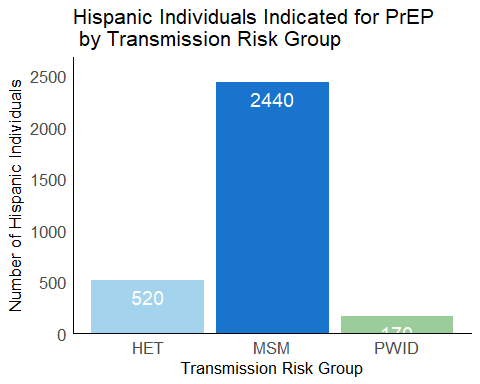 Hispanic Individuals Indicated for PrEP
by Transmission Risk Group
Number of Hispanic Individuals
2500
2000
1500
1000
500
0
2440
520
HET
MSM
PWID
Transmission Risk Group